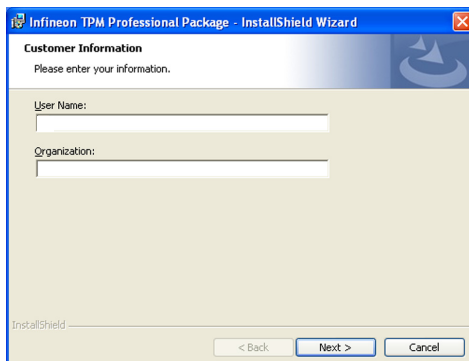 Infineon TPM Professional Package - InstallShield Wizard
Customer Information
Please enter your information.
User Name:
Organization:
InstallShield
< Back Next > Cancel